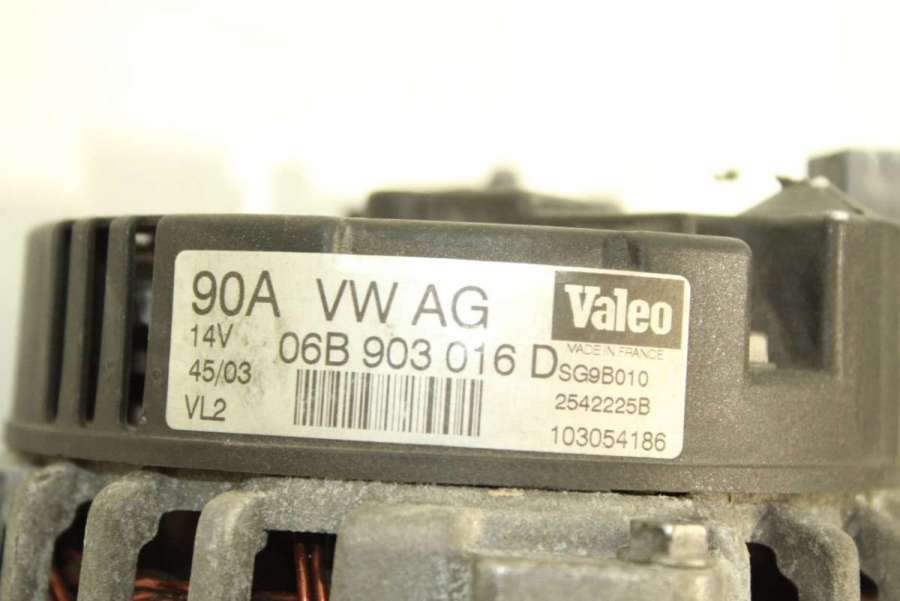 90A VW AG Valeo
14V 06B 903 016 D MADE IN FRANCE
45/03 SG9B010
VL2 2542225B
103054186